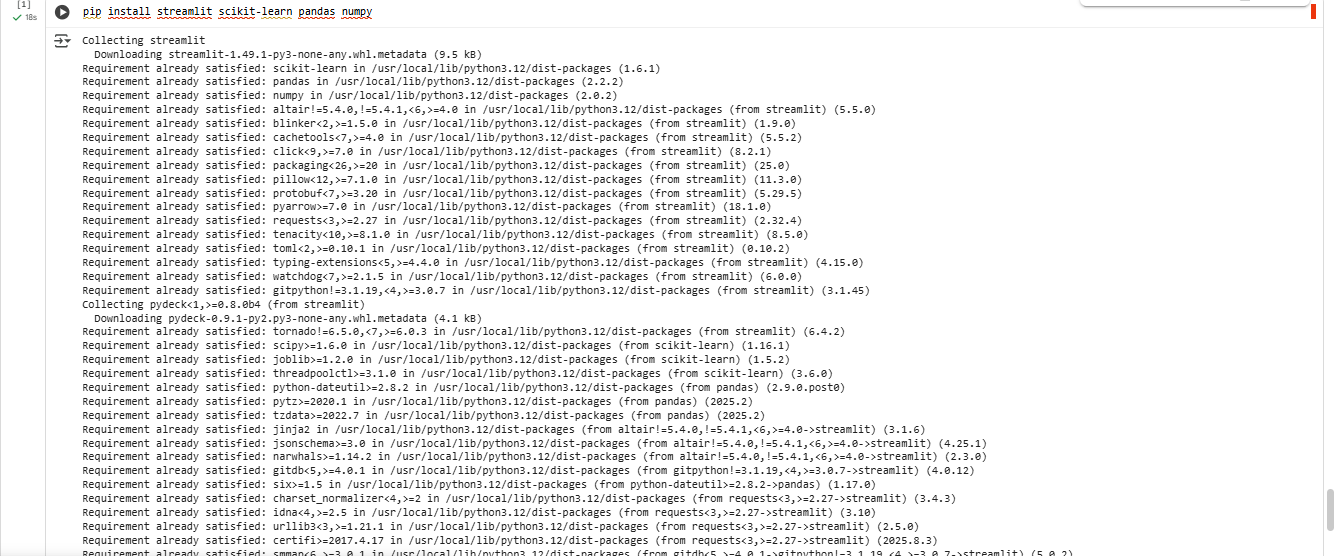 [1]
18s
pip install streamlit scikit-learn pandas numpy
Collecting streamlit
Downloading streamlit-1.49.1-py3-none-any.whl.metadata (9.5 kB)
Requirement already satisfied: scikit-learn in /usr/local/lib/python3.12/dist-packages (1.6.1)
Requirement already satisfied: pandas in /usr/local/lib/python3.12/dist-packages (2.2.2)
Requirement already satisfied: numpy in /usr/local/lib/python3.12/dist-packages (2.0.2)
Requirement already satisfied: altair!=5.4.0,!=5.4.1,<6,>=4.0 in /usr/local/lib/python3.12/dist-packages (from streamlit) (5.5.0)
Requirement already satisfied: blinker<2,>=1.5.0 in /usr/local/lib/python3.12/dist-packages (from streamlit) (1.9.0)
Requirement already satisfied: cachetools<7,>=4.0 in /usr/local/lib/python3.12/dist-packages (from streamlit) (5.5.2)
Requirement already satisfied: click<9,>=7.0 in /usr/local/lib/python3.12/dist-packages (from streamlit) (8.2.1)
Requirement already satisfied: packaging<26,>=20 in /usr/local/lib/python3.12/dist-packages (from streamlit) (25.0)
Requirement already satisfied: pillow<12,>=7.1.0 in /usr/local/lib/python3.12/dist-packages (from streamlit) (11.3.0)
Requirement already satisfied: protobuf<7,>=3.20 in /usr/local/lib/python3.12/dist-packages (from streamlit) (5.29.5)
Requirement already satisfied: pyarrow>=7.0 in /usr/local/lib/python3.12/dist-packages (from streamlit) (18.1.0)
Requirement already satisfied: requests<3,>=2.27 in /usr/local/lib/python3.12/dist-packages (from streamlit) (2.32.4)
Requirement already satisfied: tenacity<10,>=8.1.0 in /usr/local/lib/python3.12/dist-packages (from streamlit) (8.5.0)
Requirement already satisfied: toml<2,>=0.10.1 in /usr/local/lib/python3.12/dist-packages (from streamlit) (0.10.2)
Requirement already satisfied: typing-extensions<5,>=4.4.0 in /usr/local/lib/python3.12/dist-packages (from streamlit) (4.15.0)
Requirement already satisfied: watchdog<7,>=2.1.5 in /usr/local/lib/python3.12/dist-packages (from streamlit) (6.0.0)
Requirement already satisfied: gitpython!=3.1.19,<4,>=3.0.7 in /usr/local/lib/python3.12/dist-packages (from streamlit) (3.1.45)
Collecting pydeck<1,>=0.8.0b4 (from streamlit)
Downloading pydeck-0.9.1-py2.py3-none-any.whl.metadata (4.1 kB)
Requirement already satisfied: tornado!=6.5.0,<7,>=6.0.3 in /usr/local/lib/python3.12/dist-packages (from streamlit) (6.4.2)
Requirement already satisfied: scipy>=1.6.0 in /usr/local/lib/python3.12/dist-packages (from scikit-learn) (1.16.1)
Requirement already satisfied: joblib>=1.2.0 in /usr/local/lib/python3.12/dist-packages (from scikit-learn) (1.5.2)
Requirement already satisfied: threadpoolctl>=3.1.0 in /usr/local/lib/python3.12/dist-packages (from scikit-learn) (3.6.0)
Requirement already satisfied: python-dateutil>=2.8.2 in /usr/local/lib/python3.12/dist-packages (from pandas) (2.9.0.post0)
Requirement already satisfied: pytz>=2020.1 in /usr/local/lib/python3.12/dist-packages (from pandas) (2025.2)
Requirement already satisfied: tzdata>=2022.7 in /usr/local/lib/python3.12/dist-packages (from pandas) (2025.2)
Requirement already satisfied: jinja2 in /usr/local/lib/python3.12/dist-packages (from altair!=5.4.0,!=5.4.1,<6,>=4.0->streamlit) (3.1.6)
Requirement already satisfied: jsonschema>=3.0 in /usr/local/lib/python3.12/dist-packages (from altair!=5.4.0,!=5.4.1,<6,>=4.0->streamlit) (4.25.1)
Requirement already satisfied: narwhals>=1.14.2 in /usr/local/lib/python3.12/dist-packages (from altair!=5.4.0,!=5.4.1,<6,>=4.0->streamlit) (2.3.0)
Requirement already satisfied: gitdb<5,>=4.0.1 in /usr/local/lib/python3.12/dist-packages (from gitpython!=3.1.19,<4,>=3.0.7->streamlit) (4.0.12)
Requirement already satisfied: six>=1.5 in /usr/local/lib/python3.12/dist-packages (from python-dateutil>=2.8.2->pandas) (1.17.0)
Requirement already satisfied: charset_normalizer<4,>=2 in /usr/local/lib/python3.12/dist-packages (from requests<3,>=2.27->streamlit) (3.4.3)
Requirement already satisfied: idna<4,>=2.5 in /usr/local/lib/python3.12/dist-packages (from requests<3,>=2.27->streamlit) (3.10)
Requirement already satisfied: urllib3<3,>=1.21.1 in /usr/local/lib/python3.12/dist-packages (from requests<3,>=2.27->streamlit) (2.5.0)
Requirement already satisfied: certifi>=2017.4.17 in /usr/local/lib/python3.12/dist-packages (from requests<3,>=2.27->streamlit) (2025.8.3)
Requirement already satisfied: smmap<6,>=3.0.1 in /usr/local/lib/python3.12/dist-packages (from gitdb<5,>=4.0.1->gitpython!=3.1.19,<4,>=3.0.7->streamlit) (5.0.2)